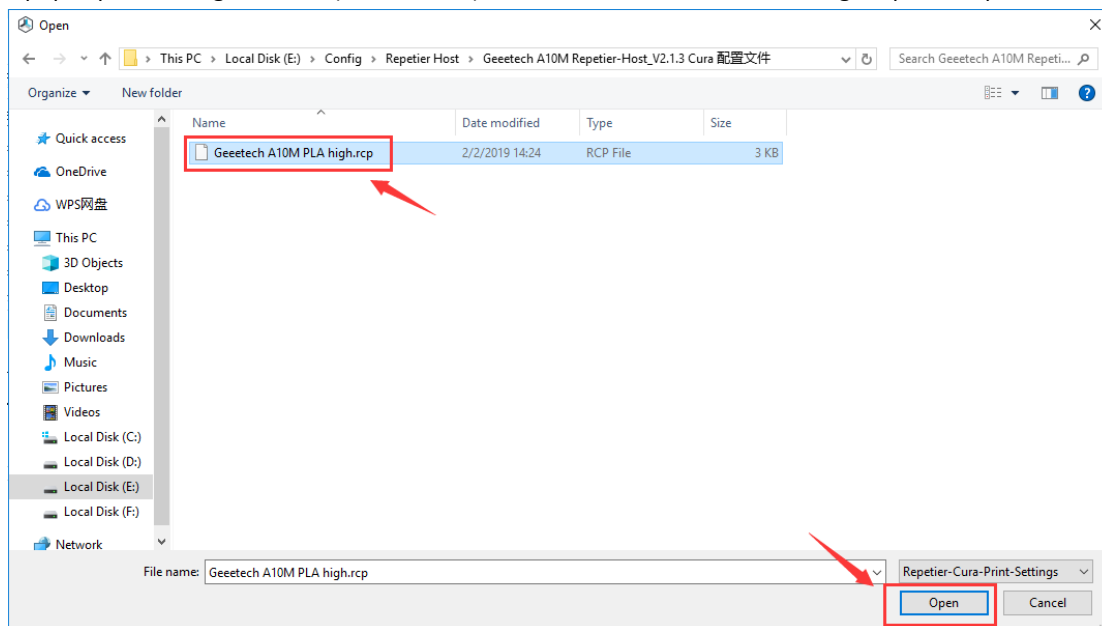 Open
This PC > Local Disk (E:) > Config > Repetier Host > Geeetech A10M Repetier-Host_V2.1.3 Cura 配置文件
Search Geeetech A10M Repeti...
Organize New folder
Name Date modified Type Size
Geeetech A10M PLA high.rcp 2/2/2019 14:24 RCP File 3 KB
Quick access
OneDrive
WPS网盘
This PC
3D Objects
Desktop
Documents
Downloads
Music
Pictures
Videos
Local Disk (C:)
Local Disk (D:)
Local Disk (E:)
Local Disk (F:)
Network
File name: Geeetech A10M PLA high.rcp
Repetier-Cura-Print-Settings
Open Cancel